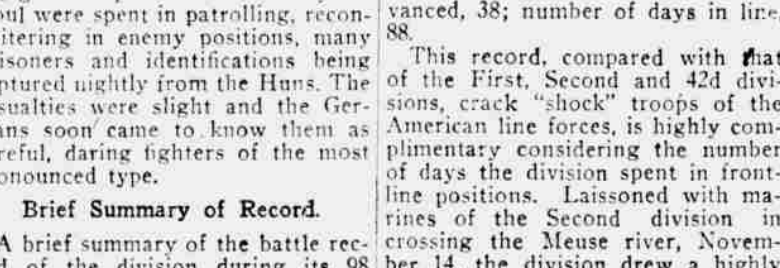 oul were spent in patrolling, recon-
itering in enemy positions, many
isoners and identifications being
ptured nightly from the Huns. The
sualties were slight and the Ger-
ans soon came to know them as
reful, daring fighters of the most
onounced type.
Brief Summary of Record.
A brief summary of the battle rec-
d of the division during its 98
vanced, 38; number of days in line
88.
This record, compared with that
of the First, Second and 42d divi
sions, crack "shock" troops of the
American line forces, is highly com
plimentary considering the number
of days the division spent in front-
line positions. Laissoned with ma-
rines of the Second division in
crossing the Meuse river, Novem-
ber 14, the division drew a highly